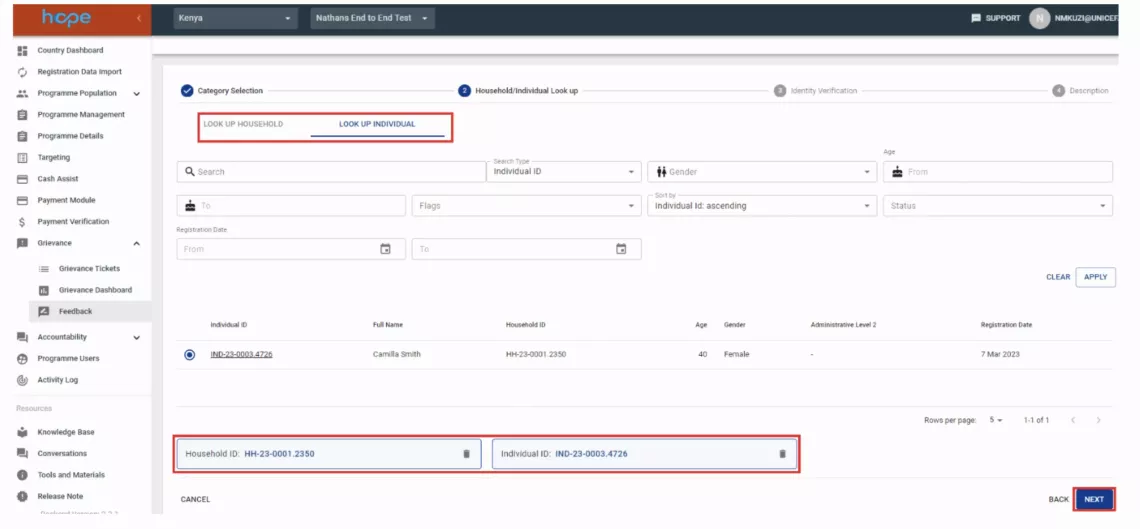 hope
Kenya
Nathans End to End Test
SUPPORT
N
NMKUZI@UNICEF
Country Dashboard
Registration Data Import
Programme Population
Programme Management
Programme Details
Targeting
Cash Assist
Payment Module
Payment Verification
Grievance
Grievance Tickets
Grievance Dashboard
Feedback
Accountability
Programme Users
Activity Log
Resources
Knowledge Base
Conversations
Tools and Materials
Release Note
Category Selection
2 Household/Individual Look up
3 Identity Verification
4 Description
LOOK UP HOUSEHOLD
LOOK UP INDIVIDUAL
Search
Search Type
Individual ID
Gender
Age
From
To
Flags
Sort by
Individual Id: ascending
Status
Registration Date
From
To
CLEAR
APPLY
Individual ID Full Name Household ID Age Gender Administrative Level 2 Registration Date
IND-23-0003.4726 Camilla Smith HH-23-0001.2350 40 Female - 7 Mar 2023
Rows per page: 5 1-1 of 1
Household ID: HH-23-0001.2350
Individual ID: IND-23-0003.4726
CANCEL
BACK
NEXT